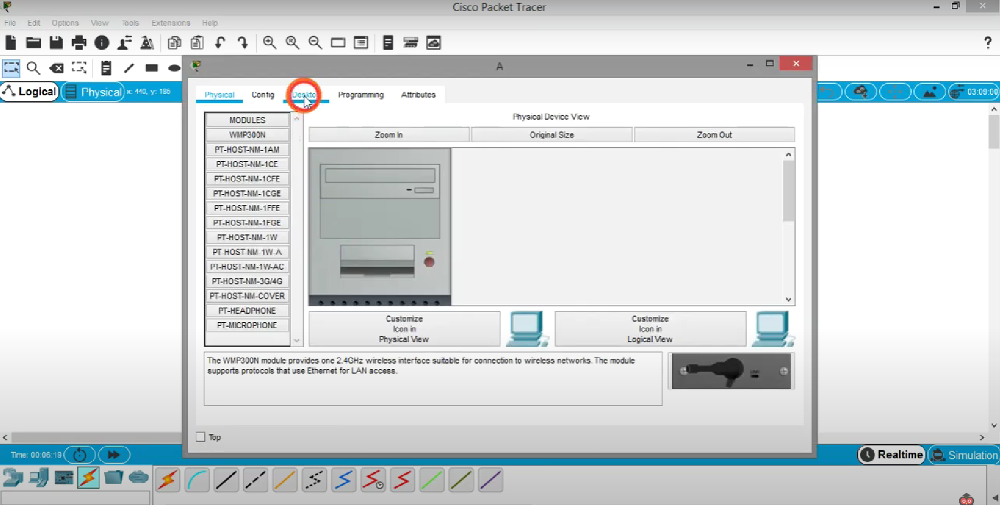 Cisco Packet Tracer
File Edit Options View Tools Extensions Help
?
A
Logical Physical x: 440, y: 185
03:09:00
Physical Config Desktop Programming Attributes
MODULES
WMP300N
PT-HOST-NM-1AM
PT-HOST-NM-1CE
PT-HOST-NM-1CFE
PT-HOST-NM-1CGE
PT-HOST-NM-1FFE
PT-HOST-NM-1FGE
PT-HOST-NM-1W
PT-HOST-NM-1W-A
PT-HOST-NM-1W-AC
PT-HOST-NM-3G/4G
PT-HOST-NM-COVER
PT-HEADPHONE
PT-MICROPHONE
Physical Device View
Zoom In Original Size Zoom Out
Customize
Icon in
Physical View
Customize
Icon in
Logical View
The WMP300N module provides one 2.4GHz wireless interface suitable for connection to wireless networks. The module
supports protocols that use Ethernet for LAN access.
Top
Time: 00:06:19
Realtime Simulation